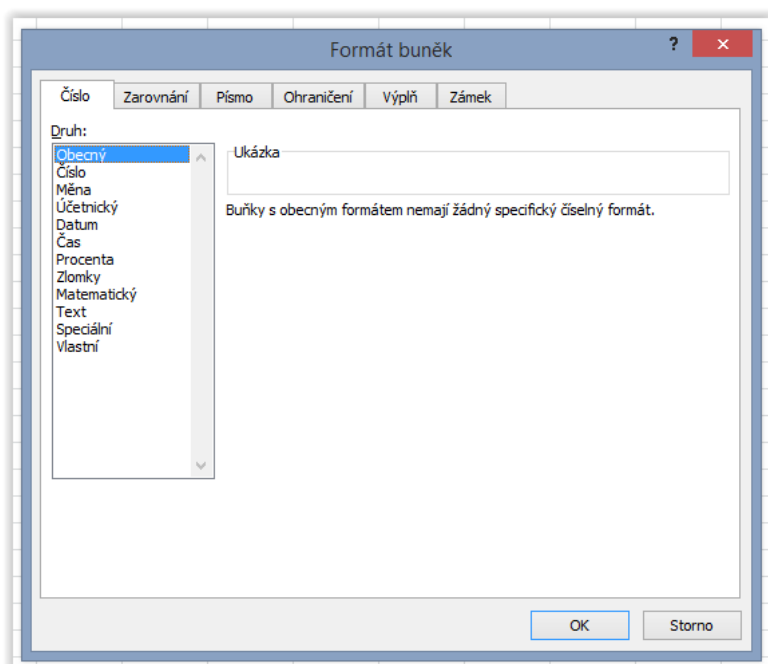 Formát buněk
?
Číslo Zarovnání Písmo Ohraničení Výplň Zámek
Druh:
Obecný
Číslo
Měna
Účetnický
Datum
Čas
Procenta
Zlomky
Matematický
Text
Speciální
Vlastní
Ukázka
Buňky s obecným formátem nemají žádný specifický číselný formát.
OK Storno